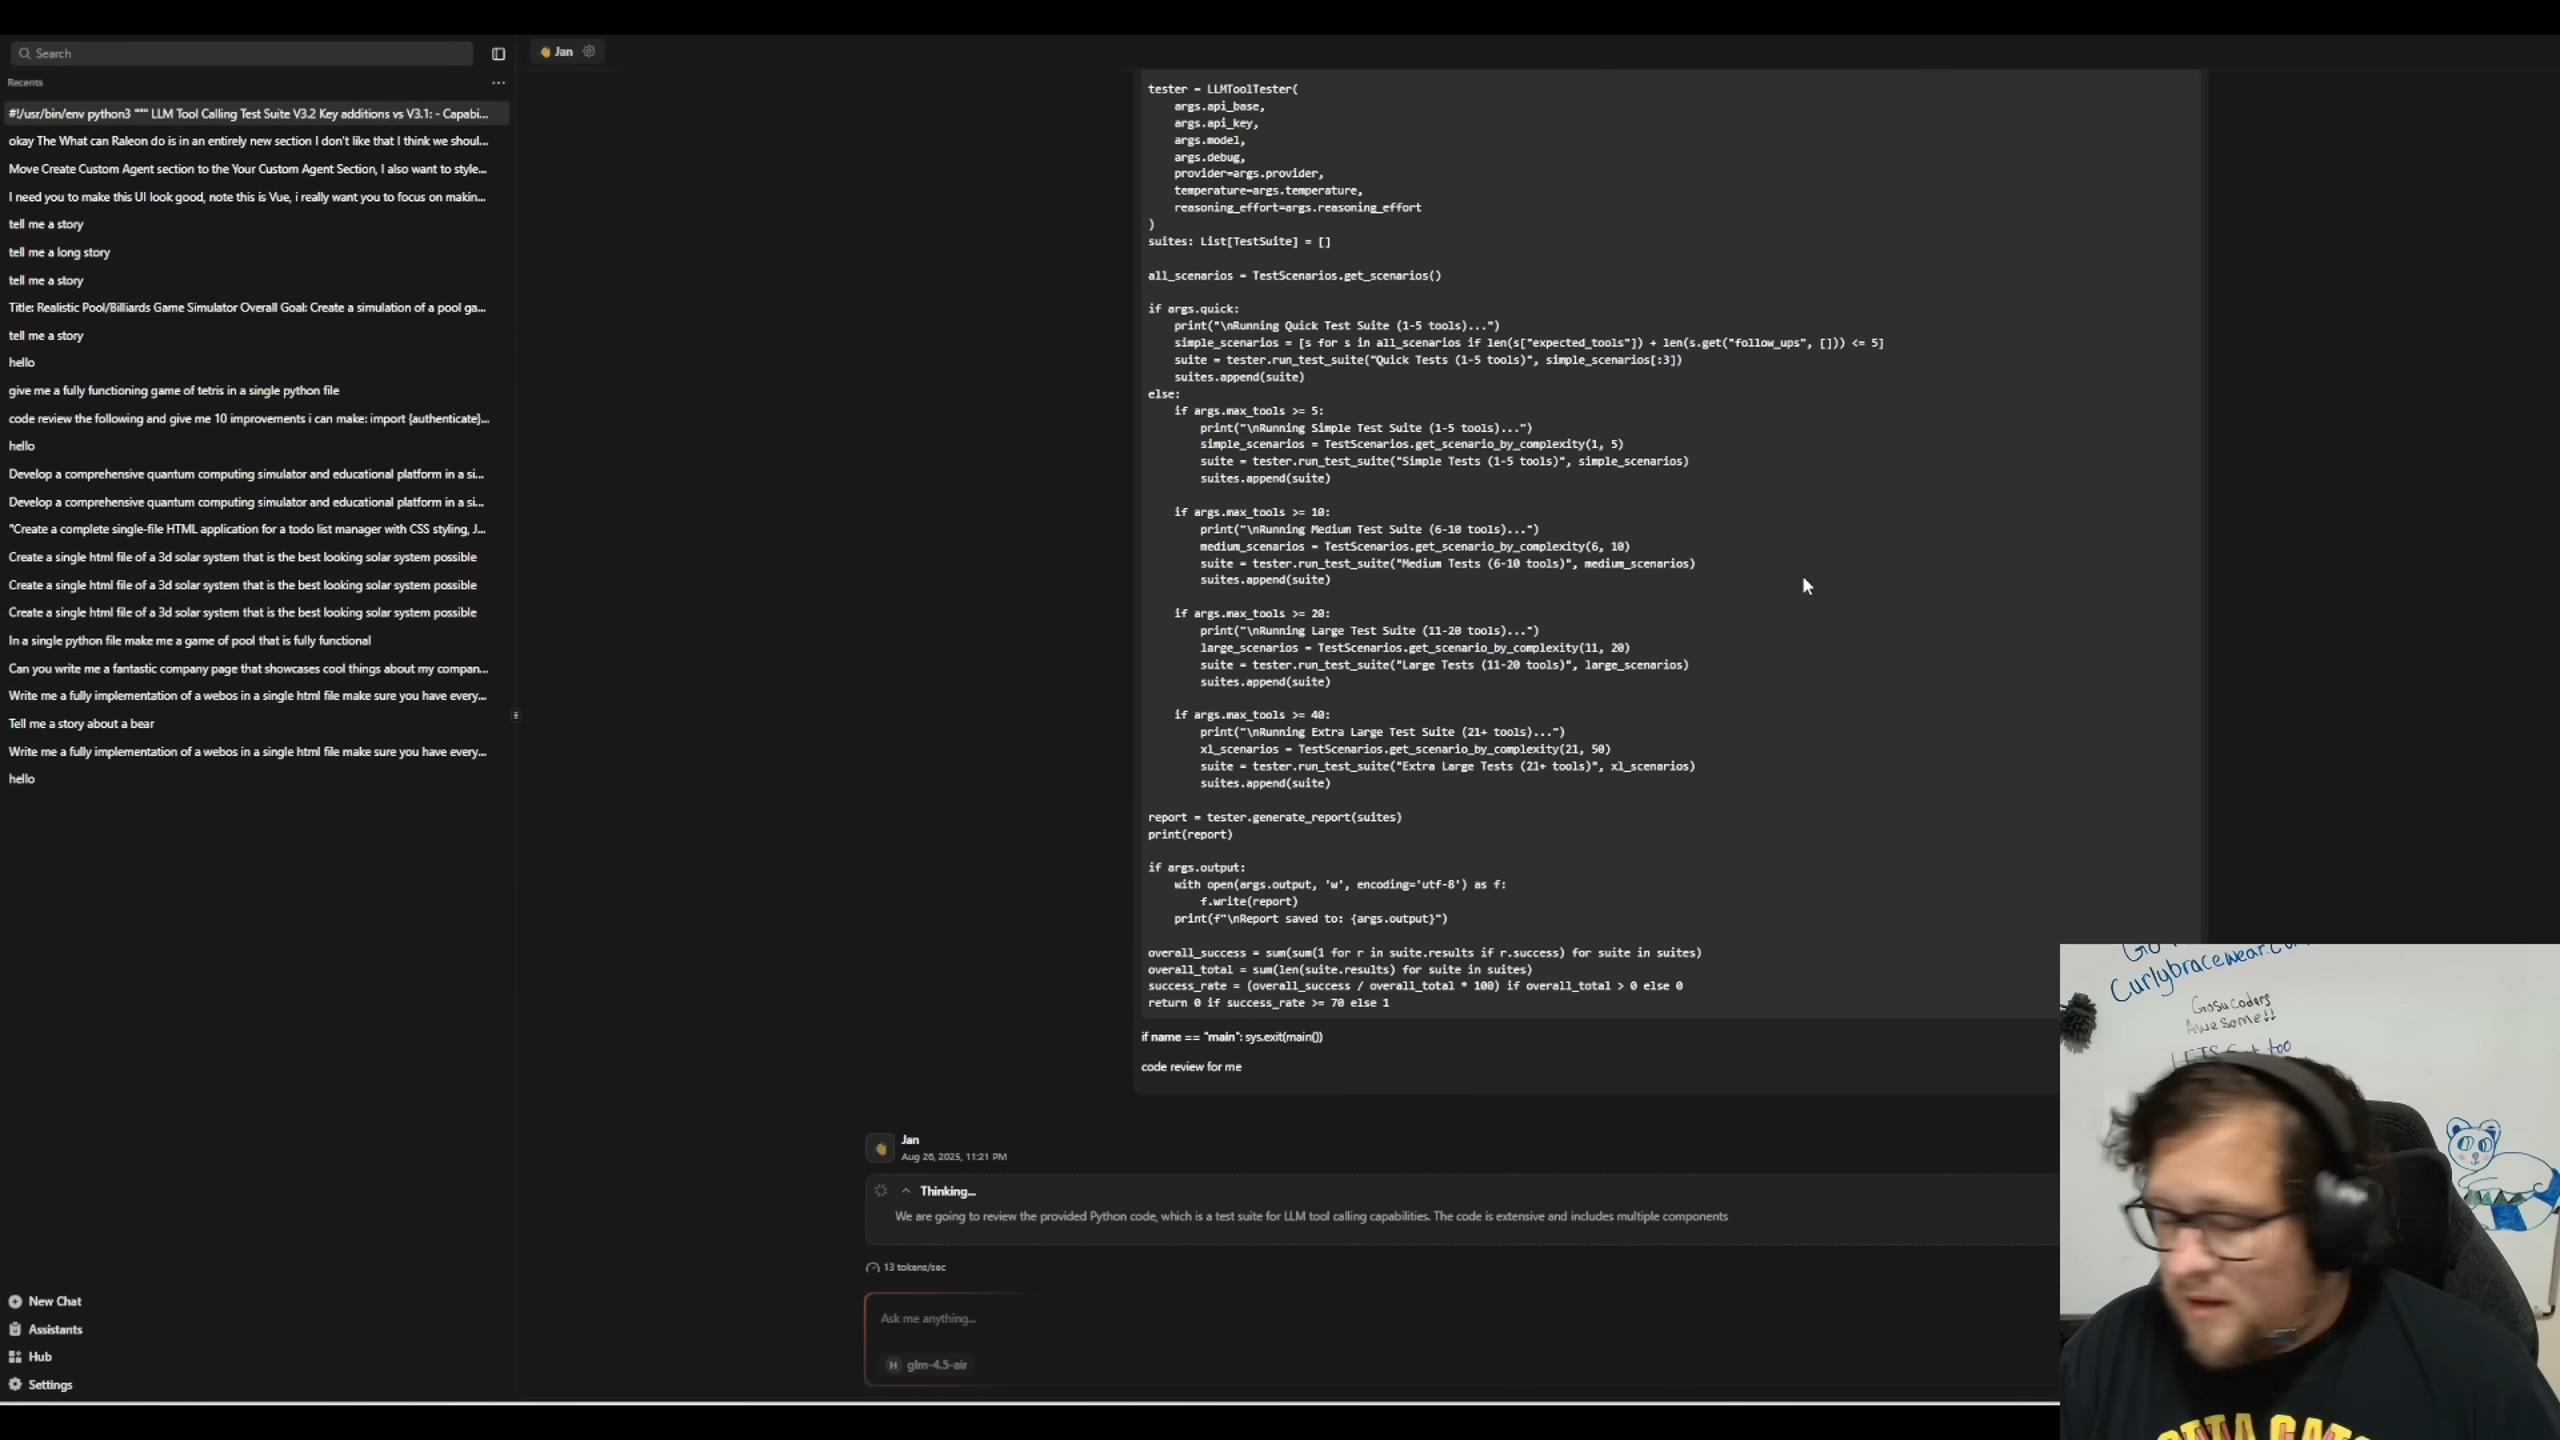 Search
Recents
#!/usr/bin/env python3 """ LLM Tool Calling Test Suite V3.2 Key additions vs V3.1: - Capabi...
okay The What can Raleon do is in an entirely new section I don't like that I think we shoul...
Move Create Custom Agent section to the Your Custom Agent Section, I also want to style...
I need you to make this UI look good, note this is Vue, i really want you to focus on makin...
tell me a story
tell me a long story
tell me a story
Title: Realistic Pool/Billiards Game Simulator Overall Goal: Create a simulation of a pool ga...
tell me a story
hello
give me a fully functioning game of tetris in a single python file
code review the following and give me 10 improvements i can make: import {authenticate}...
hello
Develop a comprehensive quantum computing simulator and educational platform in a si...
Develop a comprehensive quantum computing simulator and educational platform in a si...
"Create a complete single-file HTML application for a todo list manager with CSS styling, J...
Create a single html file of a 3d solar system that is the best looking solar system possible
Create a single html file of a 3d solar system that is the best looking solar system possible
Create a single html file of a 3d solar system that is the best looking solar system possible
In a single python file make me a game of pool that is fully functional
Can you write me a fantastic company page that showcases cool things about my compan...
Write me a fully implementation of a webos in a single html file make sure you have every...
Tell me a story about a bear
Write me a fully implementation of a webos in a single html file make sure you have every...
hello
New Chat
Assistants
Hub
Settings
Jan
tester = LLMToolTester(
    args.api_base,
    args.api_key,
    args.model,
    args.debug,
    provider=args.provider,
    temperature=args.temperature,
    reasoning_effort=args.reasoning_effort
)
suites: List[TestSuite] = []
all_scenarios = TestScenarios.get_scenarios()
if args.quick:
    print("\nRunning Quick Test Suite (1-5 tools)...")
    simple_scenarios = [s for s in all_scenarios if len(s["expected_tools"]) + len(s.get("follow_ups", [])) <= 5]
    suite = tester.run_test_suite("Quick Tests (1-5 tools)", simple_scenarios[:3])
    suites.append(suite)
else:
    if args.max_tools >= 5:
        print("\nRunning Simple Test Suite (1-5 tools)...")
        simple_scenarios = TestScenarios.get_scenario_by_complexity(1, 5)
        suite = tester.run_test_suite("Simple Tests (1-5 tools)", simple_scenarios)
        suites.append(suite)
    if args.max_tools >= 10:
        print("\nRunning Medium Test Suite (6-10 tools)...")
        medium_scenarios = TestScenarios.get_scenario_by_complexity(6, 10)
        suite = tester.run_test_suite("Medium Tests (6-10 tools)", medium_scenarios)
        suites.append(suite)
    if args.max_tools >= 20:
        print("\nRunning Large Test Suite (11-20 tools)...")
        large_scenarios = TestScenarios.get_scenario_by_complexity(11, 20)
        suite = tester.run_test_suite("Large Tests (11-20 tools)", large_scenarios)
        suites.append(suite)
    if args.max_tools >= 40:
        print("\nRunning Extra Large Test Suite (21+ tools)...")
        xl_scenarios = TestScenarios.get_scenario_by_complexity(21, 50)
        suite = tester.run_test_suite("Extra Large Tests (21+ tools)", xl_scenarios)
        suites.append(suite)
report = tester.generate_report(suites)
print(report)
if args.output:
    with open(args.output, 'w', encoding='utf-8') as f:
        f.write(report)
    print(f"\nReport saved to: {args.output}")
overall_success = sum(sum(1 for r in suite.results if r.success) for suite in suites)
overall_total = sum(len(suite.results) for suite in suites)
success_rate = (overall_success / overall_total * 100) if overall_total > 0 else 0
return 0 if success_rate >= 70 else 1
if name == "main": sys.exit(main())
code review for me
Jan
Aug 26, 2025, 11:21 PM
Thinking...
We are going to review the provided Python code, which is a test suite for LLM tool calling capabilities. The code is extensive and includes multiple components
13 tokens/sec
Ask me anything...
H glm-4.5-air
Gosucoders
Awesome!!